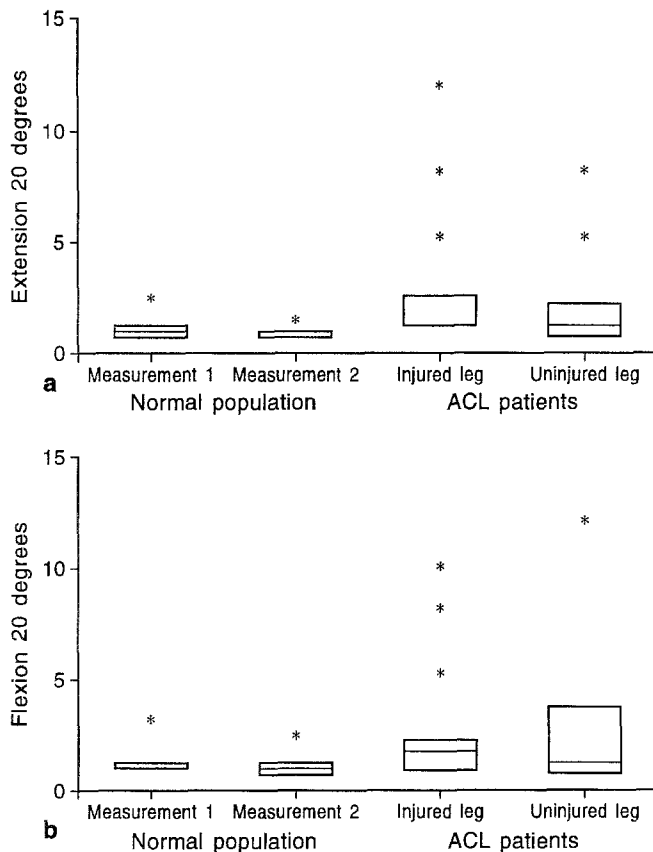 Extension 20 degrees
15
10
5
0
a
Measurement 1 Measurement 2 Injured leg Uninjured leg
Normal population ACL patients
Flexion 20 degrees
15
10
5
0
b
Measurement 1 Measurement 2 Injured leg Uninjured leg
Normal population ACL patients